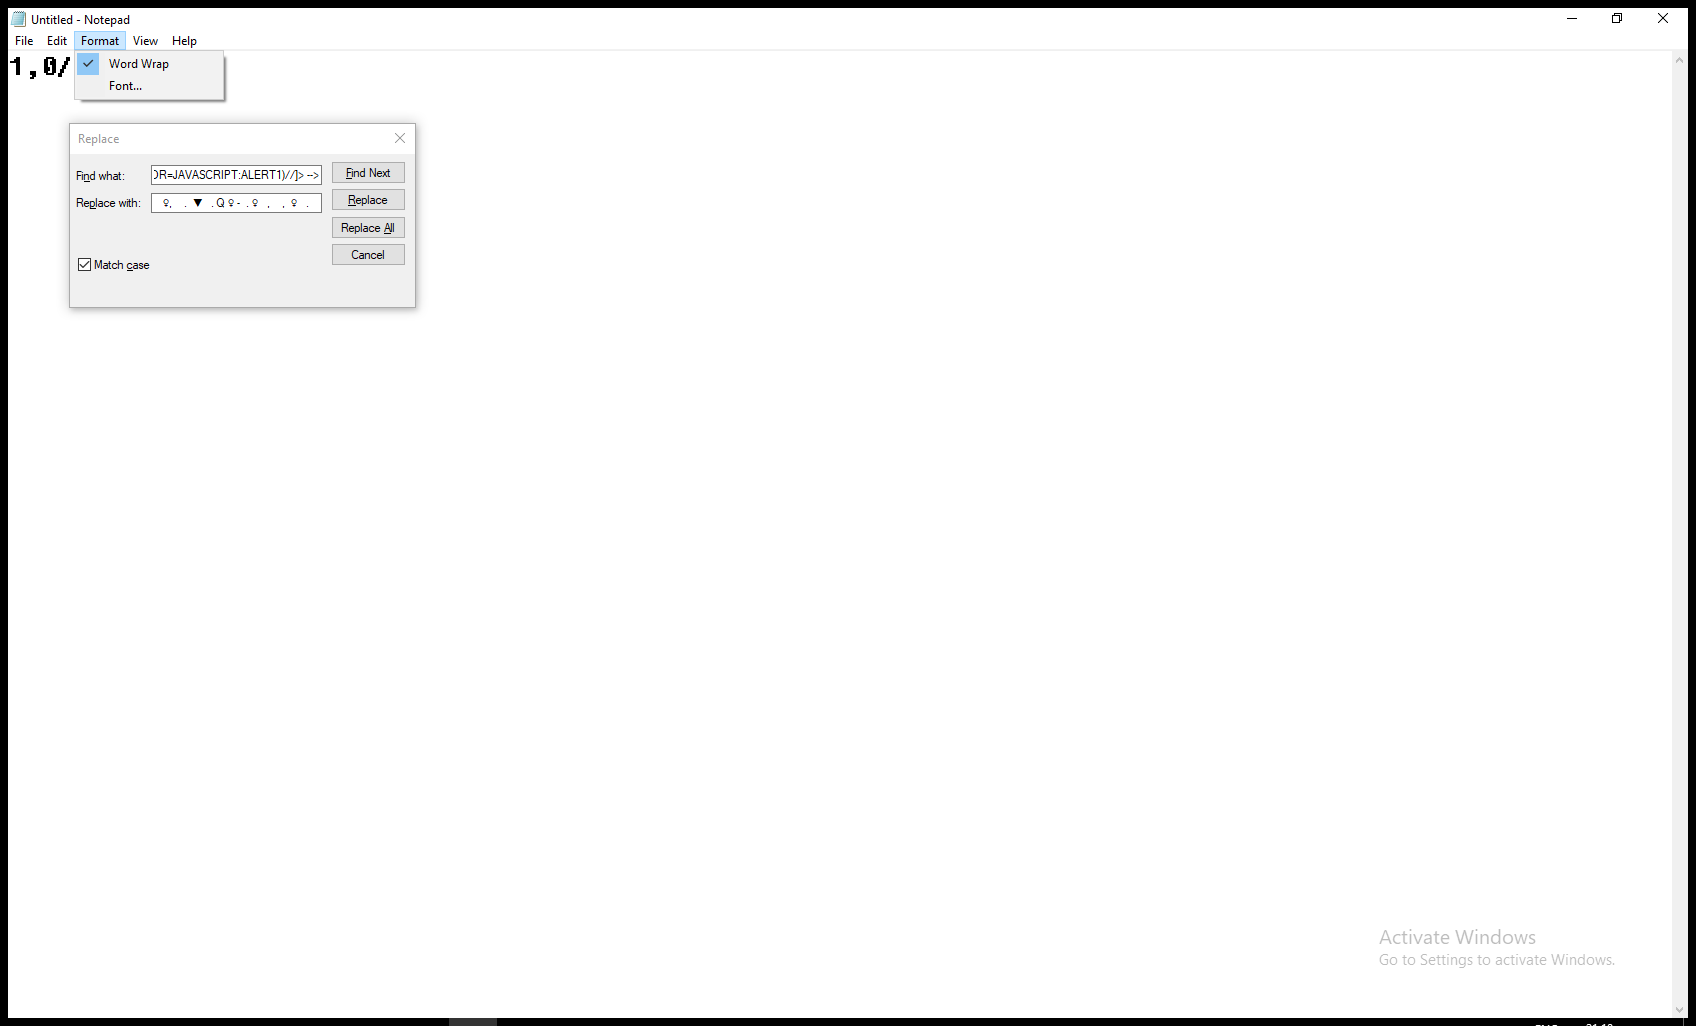 Untitled - Notepad
File Edit Format View Help
1,0/
Word Wrap
Font...
Replace
Find what: OR=JAVASCRIPT:ALERT1)//]> --> Find Next
Replace with: ♀, . ▼ .Q♀- .♀ , , ♀ . Replace
Replace All
Cancel
Match case
Activate Windows
Go to Settings to activate Windows.